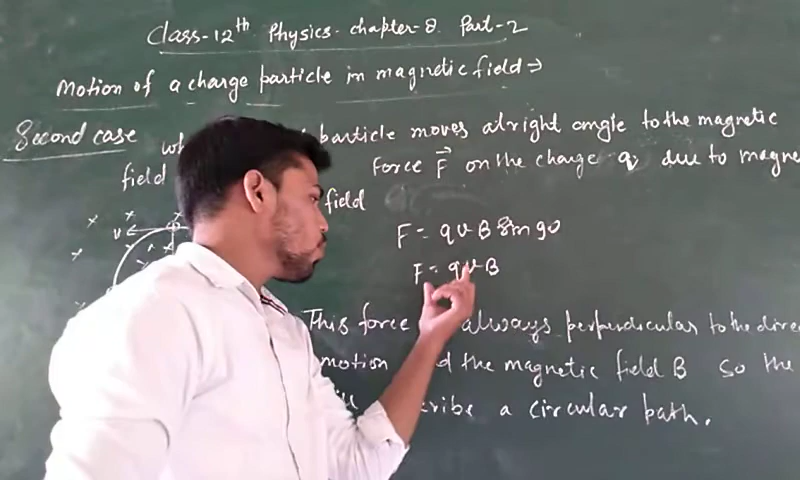 Class-12th Physics. chapter-8 Part-2
Motion of a charge particle in magnetic field ⇒
Second case particle moves at right angle to the magnetic
field Force F⃗ on the charge q due to magne
field
v
F = qvB Sin 90
F = qvB
This force always perpendicular to the dire
motion the magnetic field B so the
a circular path.